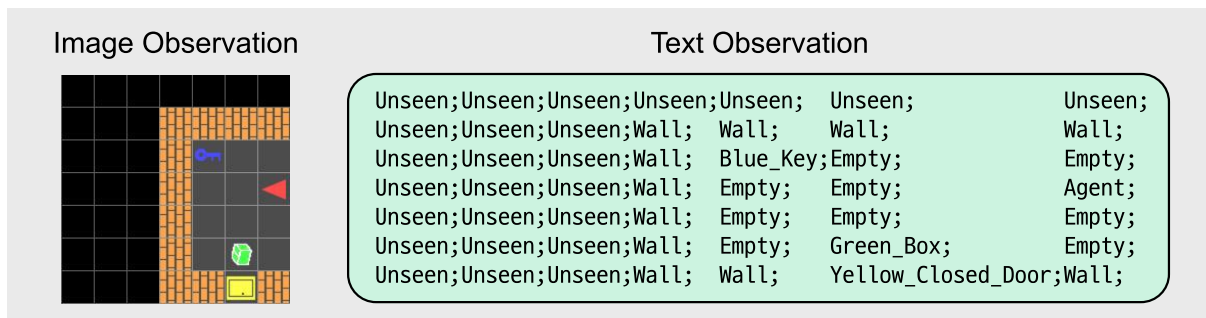 Image Observation
Text Observation
Unseen;Unseen;Unseen;Unseen;Unseen; Unseen; Unseen;
Unseen;Unseen;Unseen;Wall; Wall; Wall; Wall;
Unseen;Unseen;Unseen;Wall; Blue_Key;Empty; Empty;
Unseen;Unseen;Unseen;Wall; Empty; Empty; Agent;
Unseen;Unseen;Unseen;Wall; Empty; Empty; Empty;
Unseen;Unseen;Unseen;Wall; Empty; Green_Box; Empty;
Unseen;Unseen;Unseen;Wall; Wall; Yellow_Closed_Door;Wall;